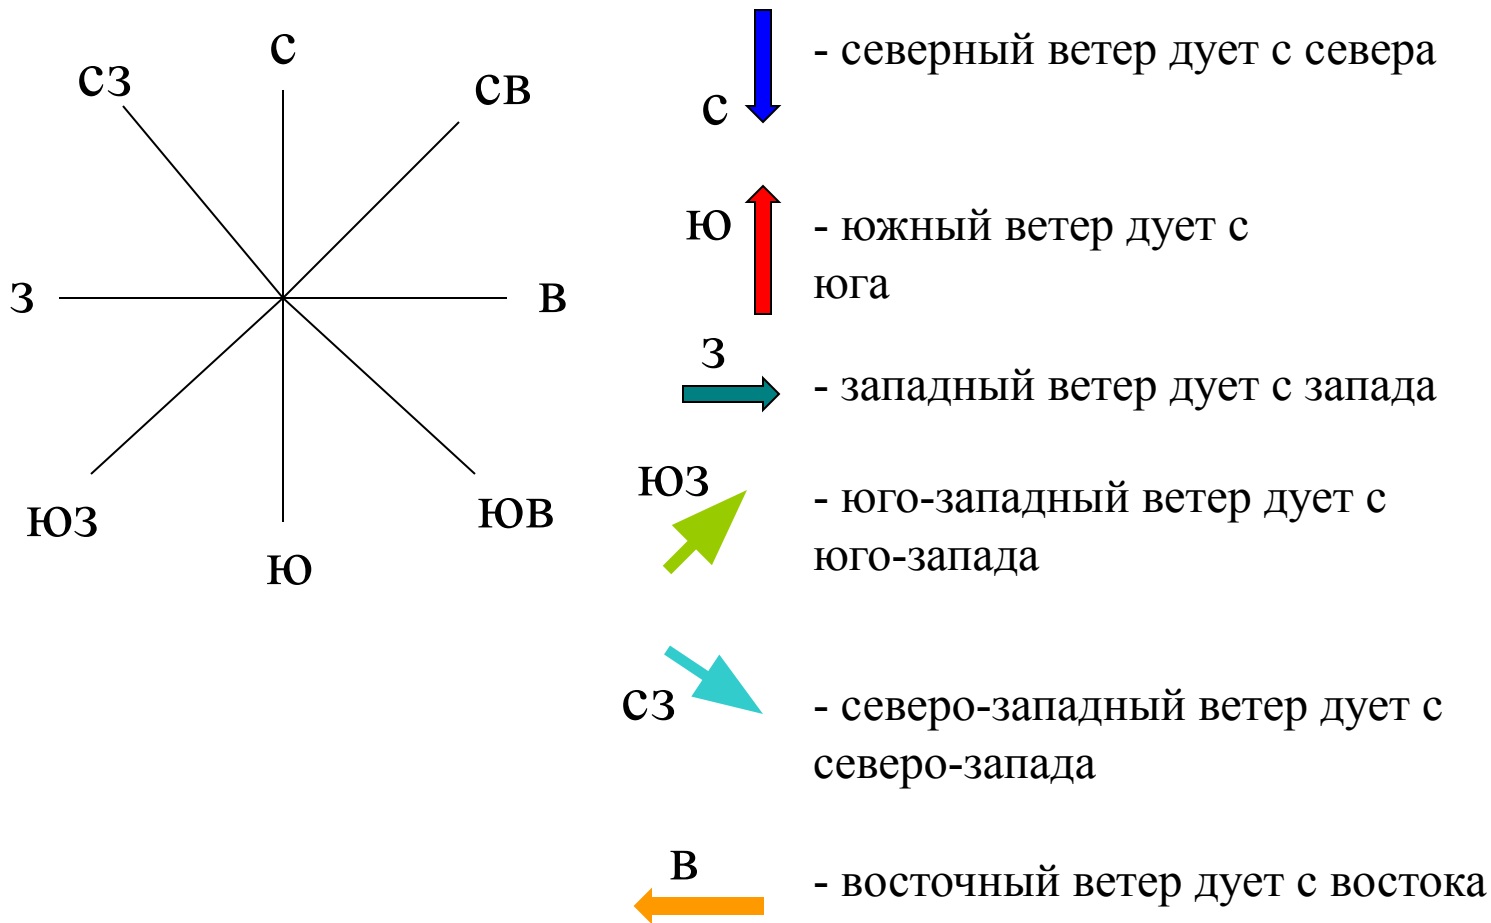 с
сз
св
з
в
юз
юв
ю
с
- северный ветер дует с севера
ю
- южный ветер дует с
юга
з
- западный ветер дует с запада
юз
- юго-западный ветер дует с
юго-запада
сз
- северо-западный ветер дует с
северо-запада
в
- восточный ветер дует с востока